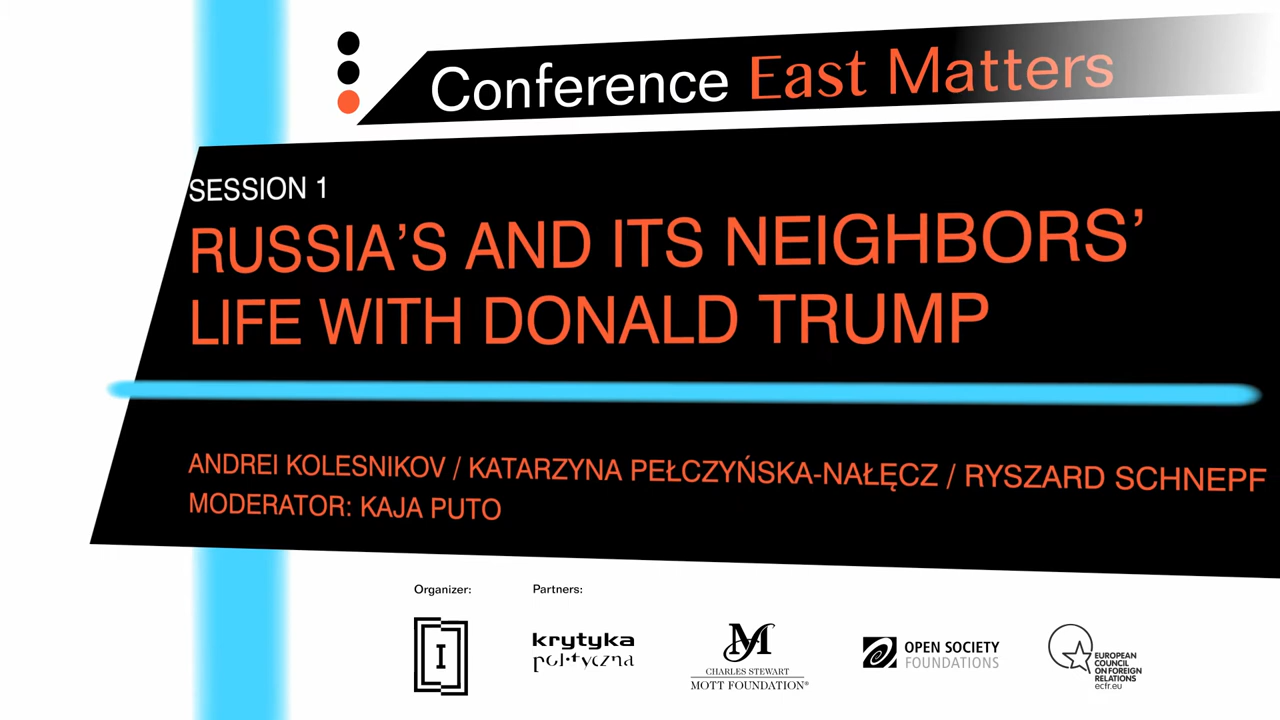 Conference East Matters
SESSION 1
RUSSIA’S AND ITS NEIGHBORS’
LIFE WITH DONALD TRUMP
ANDREI KOLESNIKOV / KATARZYNA PEŁCZYŃSKA-NAŁĘCZ / RYSZARD SCHNEPF
MODERATOR: KAJA PUTO
Organizer:
Partners:
I
krytyka
polityczna
M
CHARLES STEWART
MOTT FOUNDATION®
OPEN SOCIETY
FOUNDATIONS
EUROPEAN
COUNCIL
ON FOREIGN
RELATIONS
ecfr.eu